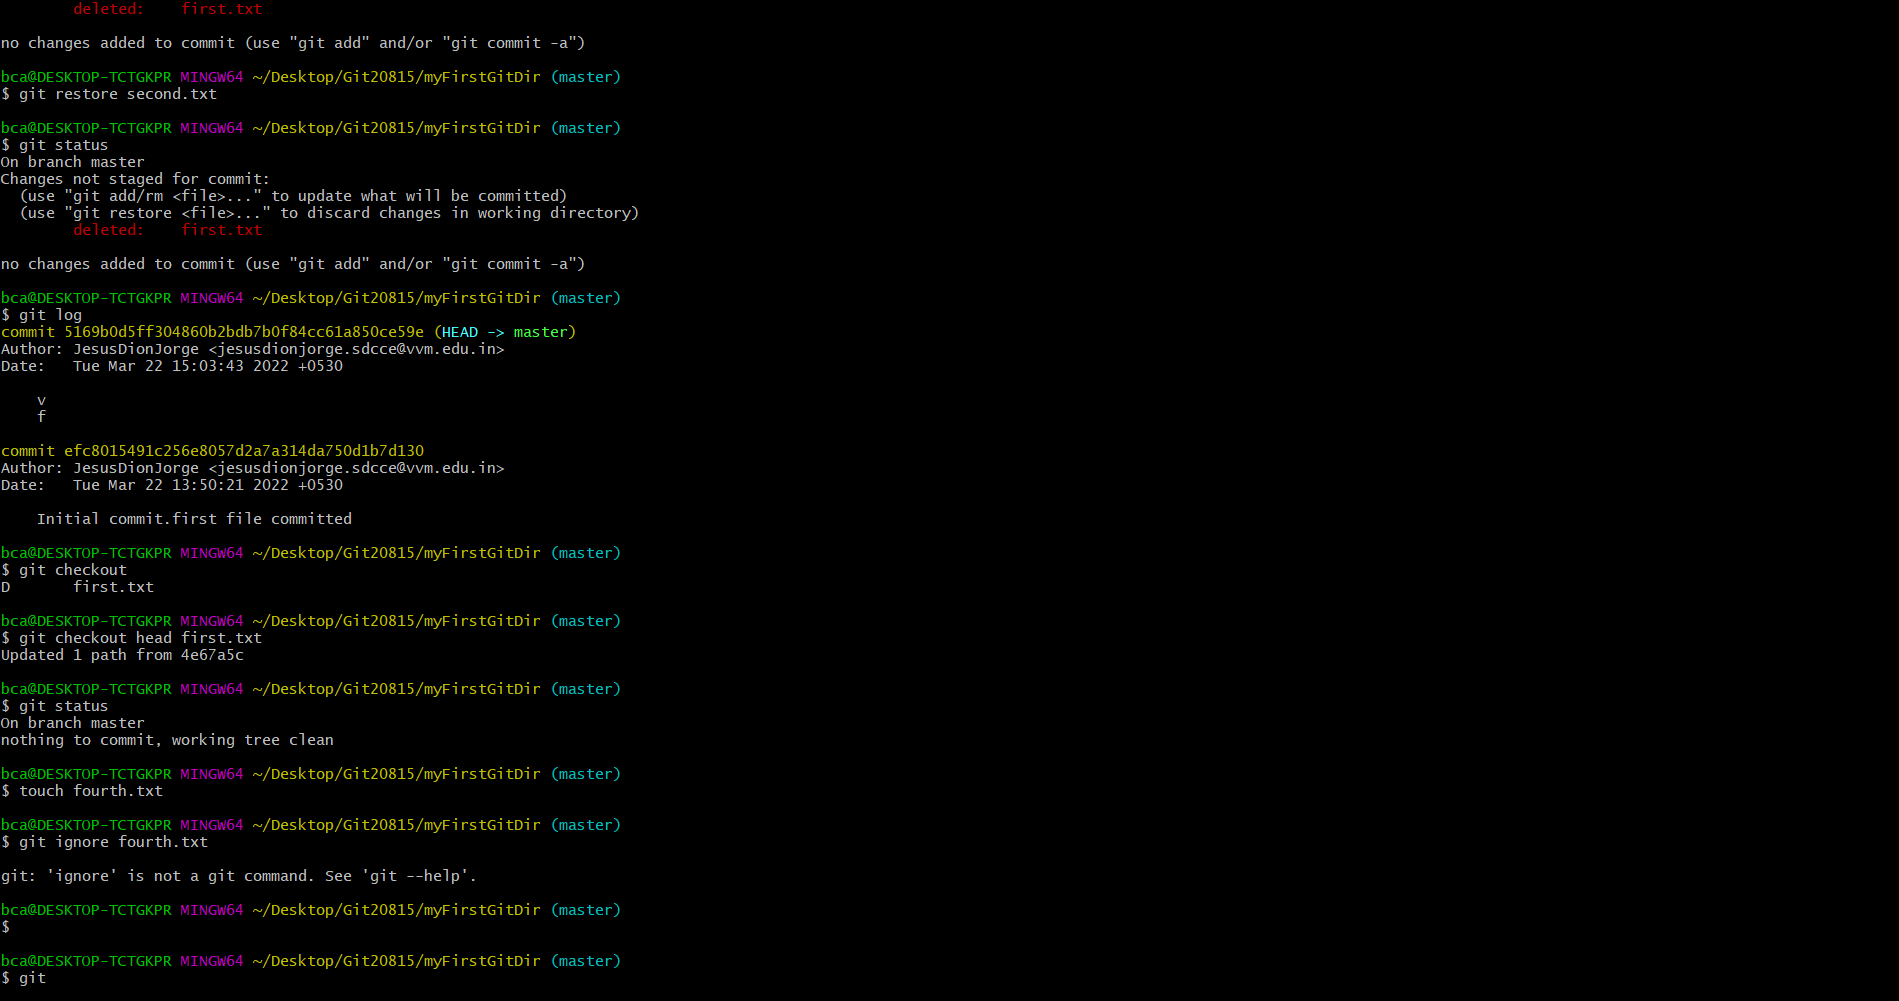 deleted:    first.txt
no changes added to commit (use "git add" and/or "git commit -a")
bca@DESKTOP-TCTGKPR MINGW64 ~/Desktop/Git20815/myFirstGitDir (master)
$ git restore second.txt
bca@DESKTOP-TCTGKPR MINGW64 ~/Desktop/Git20815/myFirstGitDir (master)
$ git status
On branch master
Changes not staged for commit:
  (use "git add/rm <file>..." to update what will be committed)
  (use "git restore <file>..." to discard changes in working directory)
        deleted:    first.txt
no changes added to commit (use "git add" and/or "git commit -a")
bca@DESKTOP-TCTGKPR MINGW64 ~/Desktop/Git20815/myFirstGitDir (master)
$ git log
commit 5169b0d5ff304860b2bdb7b0f84cc61a850ce59e (HEAD -> master)
Author: JesusDionJorge <jesusdionjorge.sdcce@vvm.edu.in>
Date:   Tue Mar 22 15:03:43 2022 +0530
    v
    f
commit efc8015491c256e8057d2a7a314da750d1b7d130
Author: JesusDionJorge <jesusdionjorge.sdcce@vvm.edu.in>
Date:   Tue Mar 22 13:50:21 2022 +0530
    Initial commit.first file committed
bca@DESKTOP-TCTGKPR MINGW64 ~/Desktop/Git20815/myFirstGitDir (master)
$ git checkout
D       first.txt
bca@DESKTOP-TCTGKPR MINGW64 ~/Desktop/Git20815/myFirstGitDir (master)
$ git checkout head first.txt
Updated 1 path from 4e67a5c
bca@DESKTOP-TCTGKPR MINGW64 ~/Desktop/Git20815/myFirstGitDir (master)
$ git status
On branch master
nothing to commit, working tree clean
bca@DESKTOP-TCTGKPR MINGW64 ~/Desktop/Git20815/myFirstGitDir (master)
$ touch fourth.txt
bca@DESKTOP-TCTGKPR MINGW64 ~/Desktop/Git20815/myFirstGitDir (master)
$ git ignore fourth.txt
git: 'ignore' is not a git command. See 'git --help'.
bca@DESKTOP-TCTGKPR MINGW64 ~/Desktop/Git20815/myFirstGitDir (master)
$
bca@DESKTOP-TCTGKPR MINGW64 ~/Desktop/Git20815/myFirstGitDir (master)
$ git